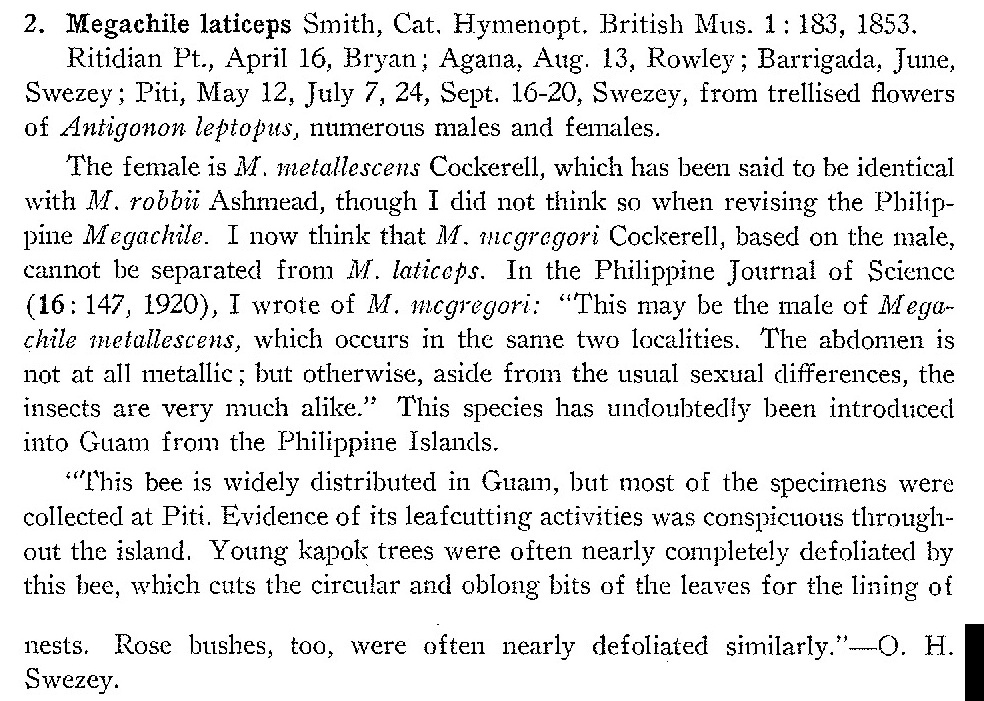 2. Megachile laticeps Smith, Cat. Hymenopt. British Mus. 1: 183, 1853.
Ritidian Pt., April 16, Bryan; Agana, Aug. 13, Rowley; Barrigada, June,
Swezey; Piti, May 12, July 7, 24, Sept. 16-20, Swezey, from trellised flowers
of Antigonon leptopus, numerous males and females.
The female is M. metallescens Cockerell, which has been said to be identical
with M. robbii Ashmead, though I did not think so when revising the Philip-
pine Megachile. I now think that M. mcgregori Cockerell, based on the male,
cannot be separated from M. laticeps. In the Philippine Journal of Science
(16: 147, 1920), I wrote of M. mcgregori: “This may be the male of Mega-
chile metallescens, which occurs in the same two localities. The abdomen is
not at all metallic; but otherwise, aside from the usual sexual differences, the
insects are very much alike.” This species has undoubtedly been introduced
into Guam from the Philippine Islands.
“This bee is widely distributed in Guam, but most of the specimens were
collected at Piti. Evidence of its leafcutting activities was conspicuous through-
out the island. Young kapok trees were often nearly completely defoliated by
this bee, which cuts the circular and oblong bits of the leaves for the lining of
nests. Rose bushes, too, were often nearly defoliated similarly.”—O. H.
Swezey.